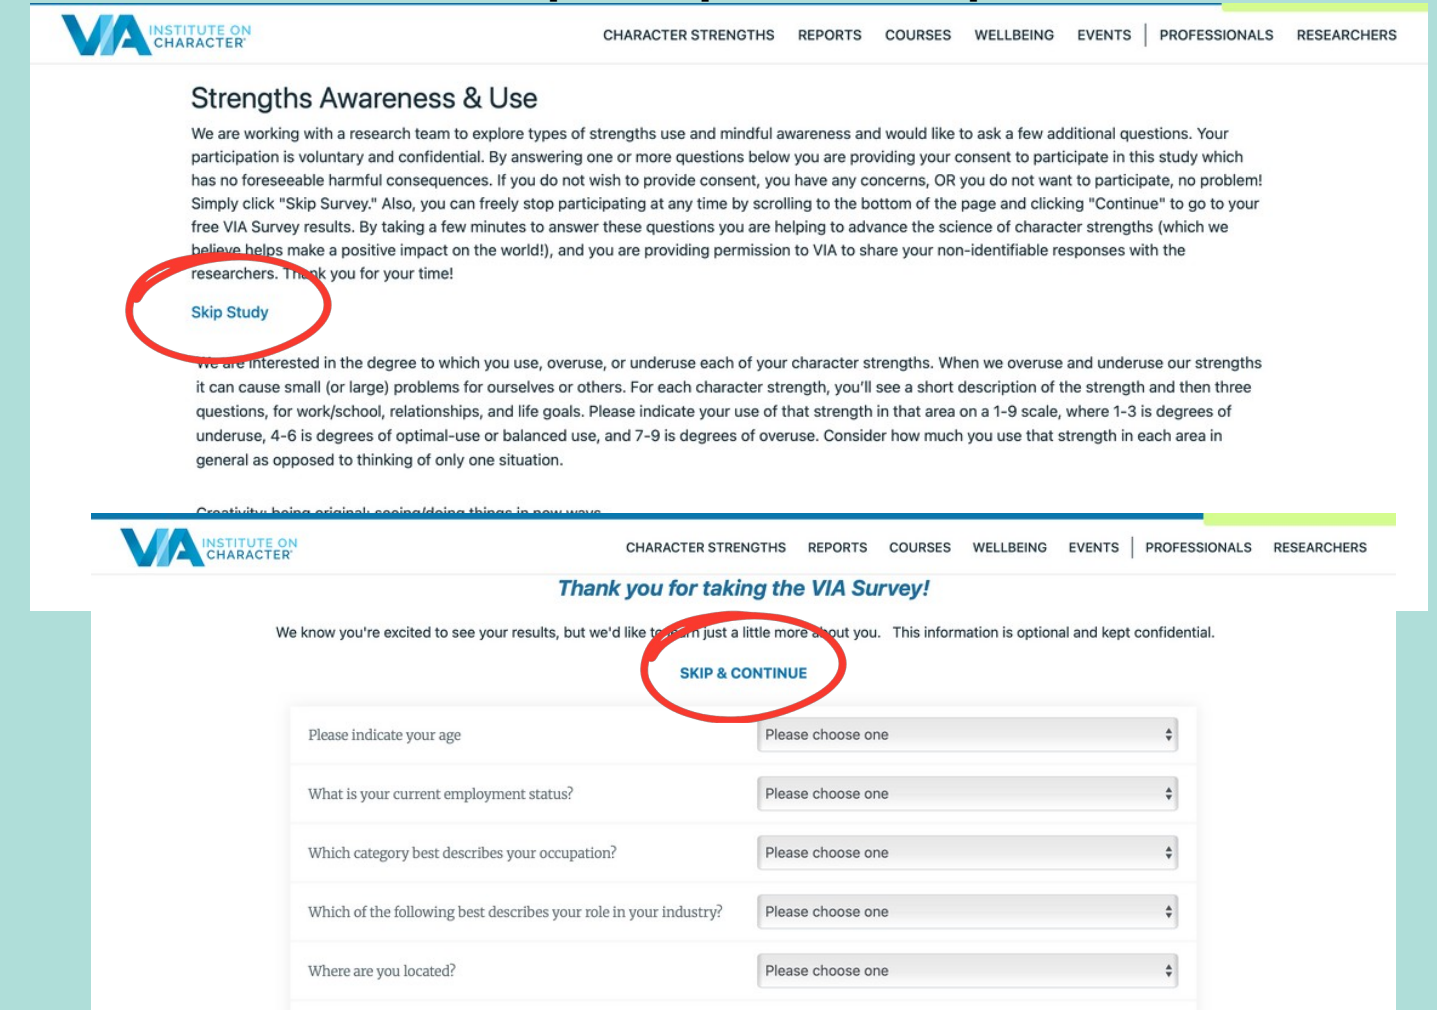 VIA INSTITUTE ON
CHARACTER
CHARACTER STRENGTHS REPORTS COURSES WELLBEING EVENTS PROFESSIONALS RESEARCHERS
Strengths Awareness & Use
We are working with a research team to explore types of strengths use and mindful awareness and would like to ask a few additional questions. Your
participation is voluntary and confidential. By answering one or more questions below you are providing your consent to participate in this study which
has no foreseeable harmful consequences. If you do not wish to provide consent, you have any concerns, OR you do not want to participate, no problem!
Simply click "Skip Survey." Also, you can freely stop participating at any time by scrolling to the bottom of the page and clicking "Continue" to go to your
free VIA Survey results. By taking a few minutes to answer these questions you are helping to advance the science of character strengths (which we
believe helps make a positive impact on the world!), and you are providing permission to VIA to share your non-identifiable responses with the
researchers. Thank you for your time!
Skip Study
We are interested in the degree to which you use, overuse, or underuse each of your character strengths. When we overuse and underuse our strengths
it can cause small (or large) problems for ourselves or others. For each character strength, you'll see a short description of the strength and then three
questions, for work/school, relationships, and life goals. Please indicate your use of that strength in that area on a 1-9 scale, where 1-3 is degrees of
underuse, 4-6 is degrees of optimal-use or balanced use, and 7-9 is degrees of overuse. Consider how much you use that strength in each area in
general as opposed to thinking of only one situation.
Creativity: being original; seeing/doing things in new ways
VIA INSTITUTE ON
CHARACTER
CHARACTER STRENGTHS REPORTS COURSES WELLBEING EVENTS PROFESSIONALS RESEARCHERS
Thank you for taking the VIA Survey!
We know you're excited to see your results, but we'd like to learn just a little more about you. This information is optional and kept confidential.
SKIP & CONTINUE
Please indicate your age Please choose one
What is your current employment status? Please choose one
Which category best describes your occupation? Please choose one
Which of the following best describes your role in your industry? Please choose one
Where are you located? Please choose one